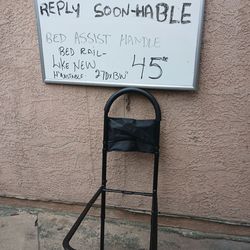 REPLY SOON-HABLE
BED ASSIST HANDLE
BED RAIL-
LIKE NEW 45